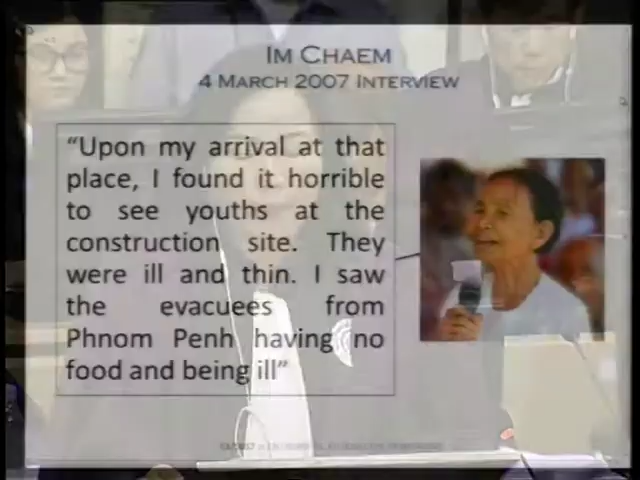 IM CHAEM
4 MARCH 2007 INTERVIEW
“Upon my arrival at that
place, I found it horrible
to see youths at the
construction site. They
were ill and thin. I saw
the evacuees from
Phnom Penh having no
food and being ill”